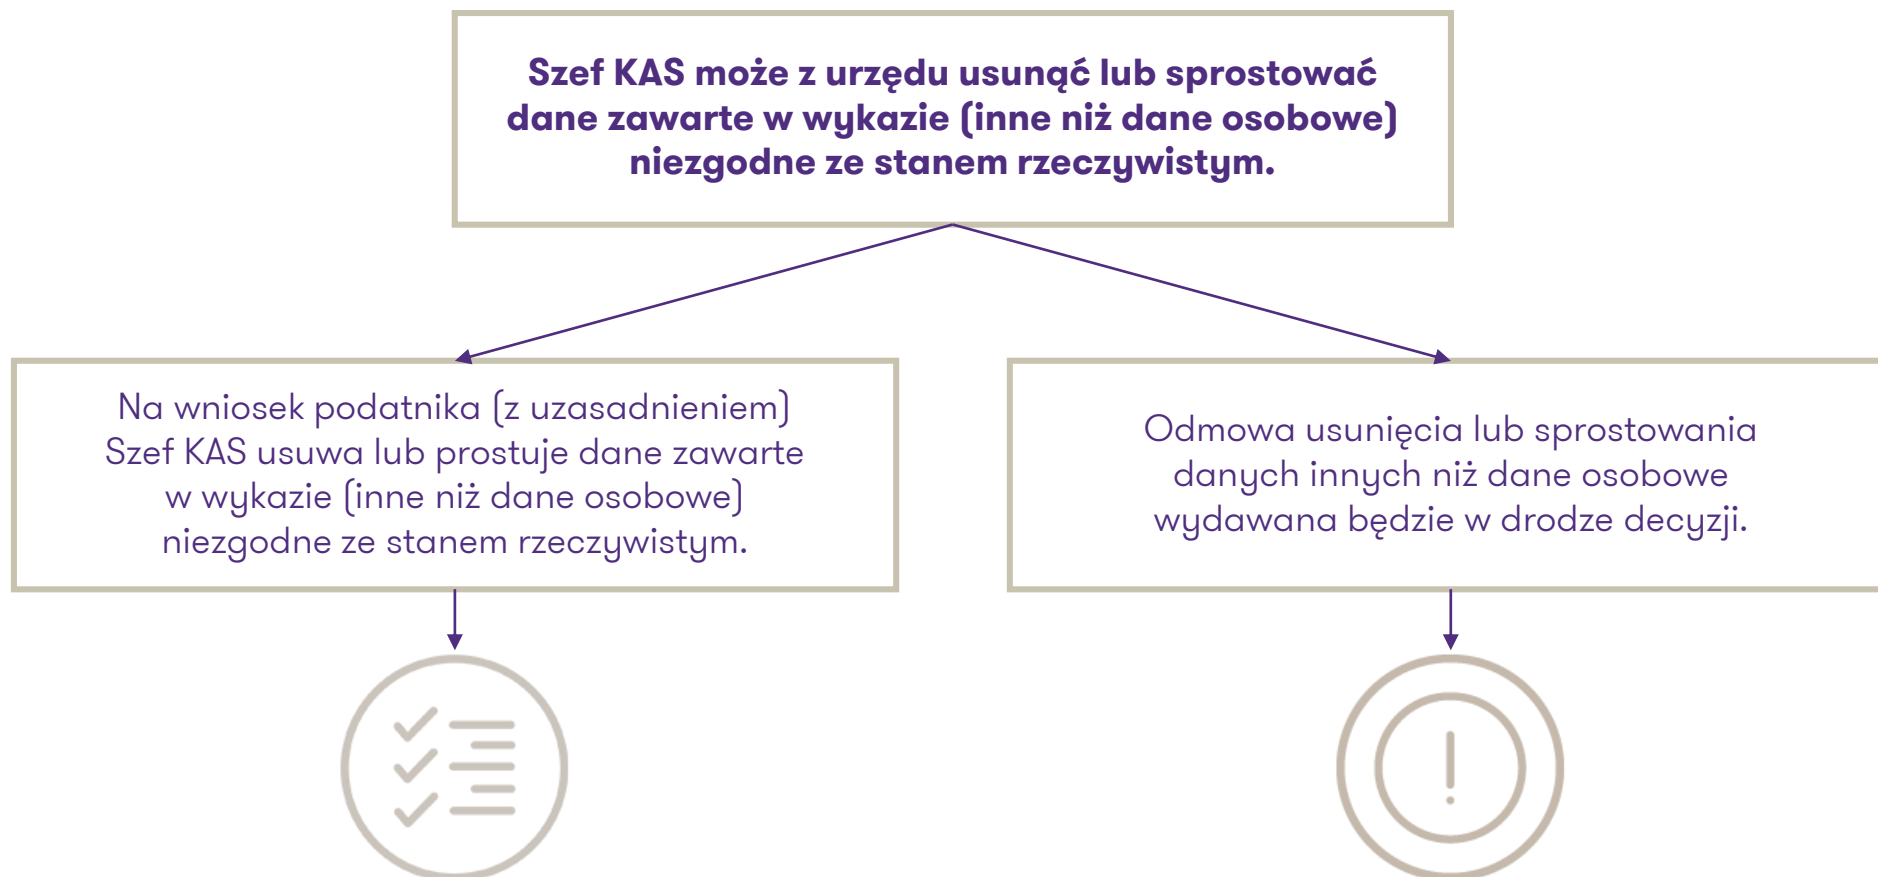 Szef KAS może z urzędu usunąć lub sprostować
dane zawarte w wykazie (inne niż dane osobowe)
niezgodne ze stanem rzeczywistym.
Na wniosek podatnika (z uzasadnieniem)
Szef KAS usuwa lub prostuje dane zawarte
w wykazie (inne niż dane osobowe)
niezgodne ze stanem rzeczywistym.
Odmowa usunięcia lub sprostowania
danych innych niż dane osobowe
wydawana będzie w drodze decyzji.